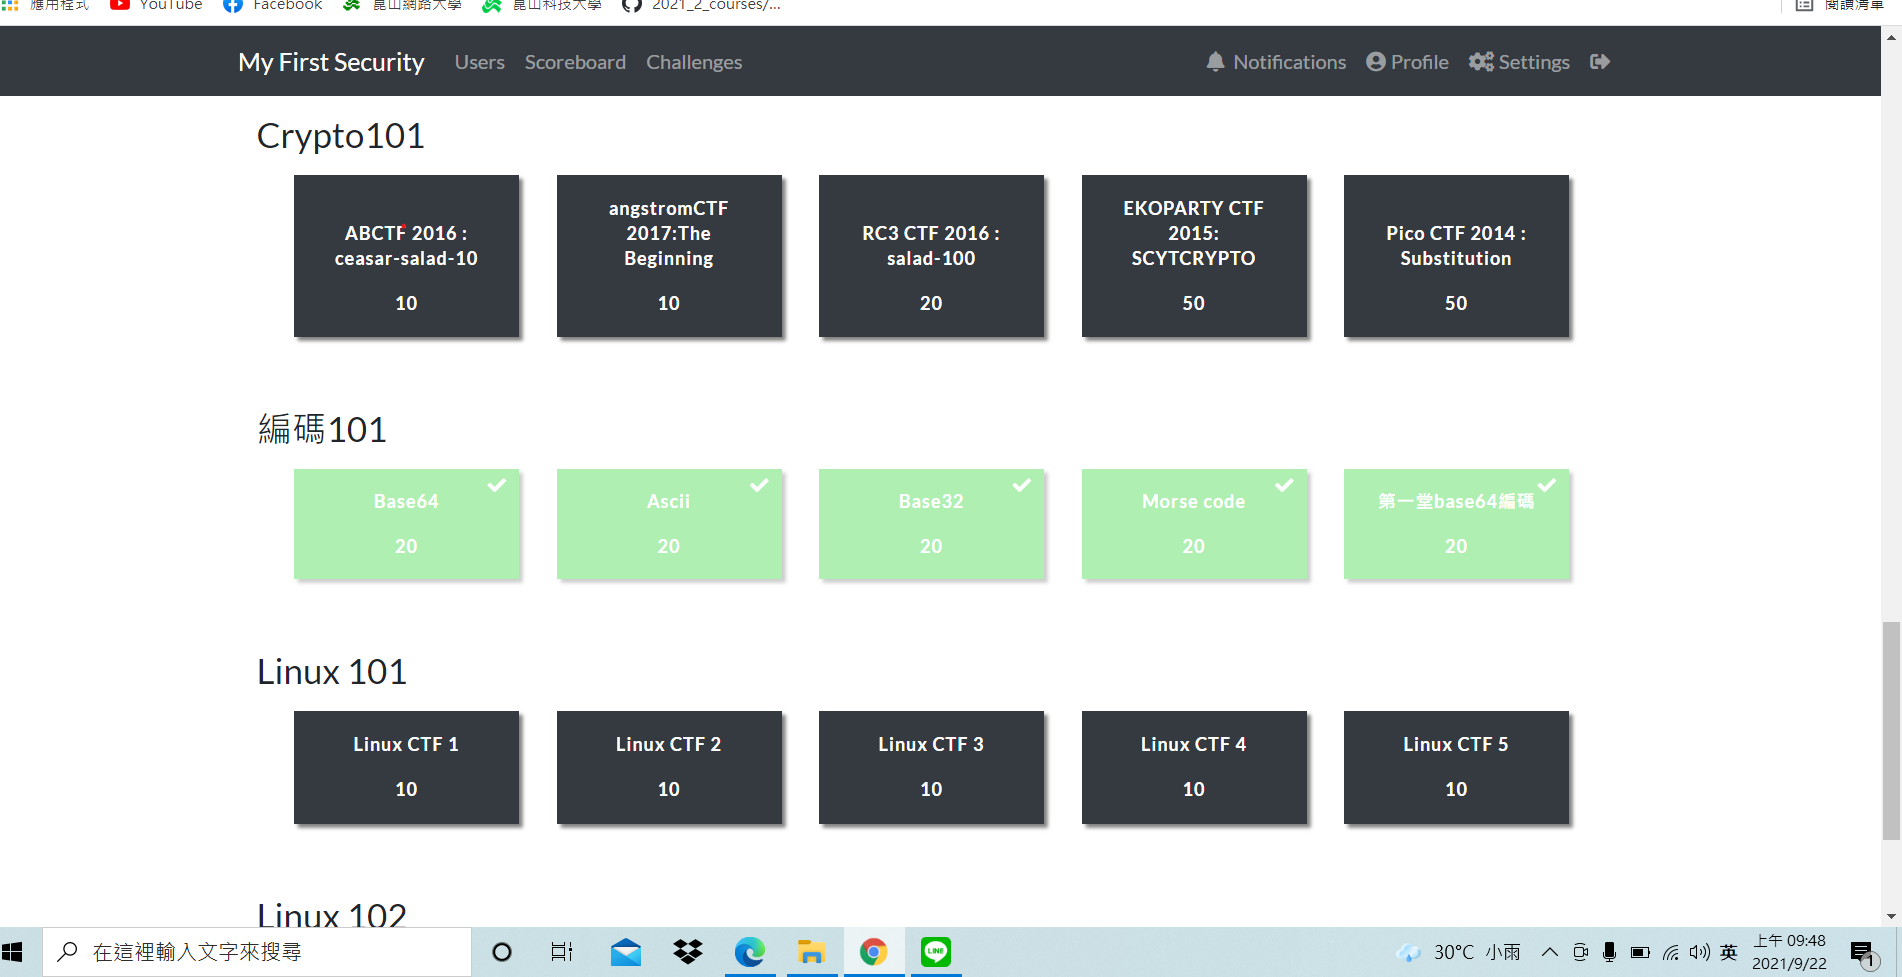 應用程式 YouTube Facebook 崑山網路大學 崑山科技大學 2021_2_courses/... 閱讀清單
My First Security Users Scoreboard Challenges Notifications Profile Settings
Crypto101
ABCTF 2016 :
ceasar-salad-10
10
angstromCTF
2017:The
Beginning
10
RC3 CTF 2016 :
salad-100
20
EKOPARTY CTF
2015:
SCYTCRYPTO
50
Pico CTF 2014 :
Substitution
50
編碼101
Base64
20
Ascii
20
Base32
20
Morse code
20
第一堂base64編碼
20
Linux 101
Linux CTF 1
10
Linux CTF 2
10
Linux CTF 3
10
Linux CTF 4
10
Linux CTF 5
10
Linux 102
在這裡輸入文字來搜尋
LINE
30°C 小雨
英
上午 09:48
2021/9/22
1